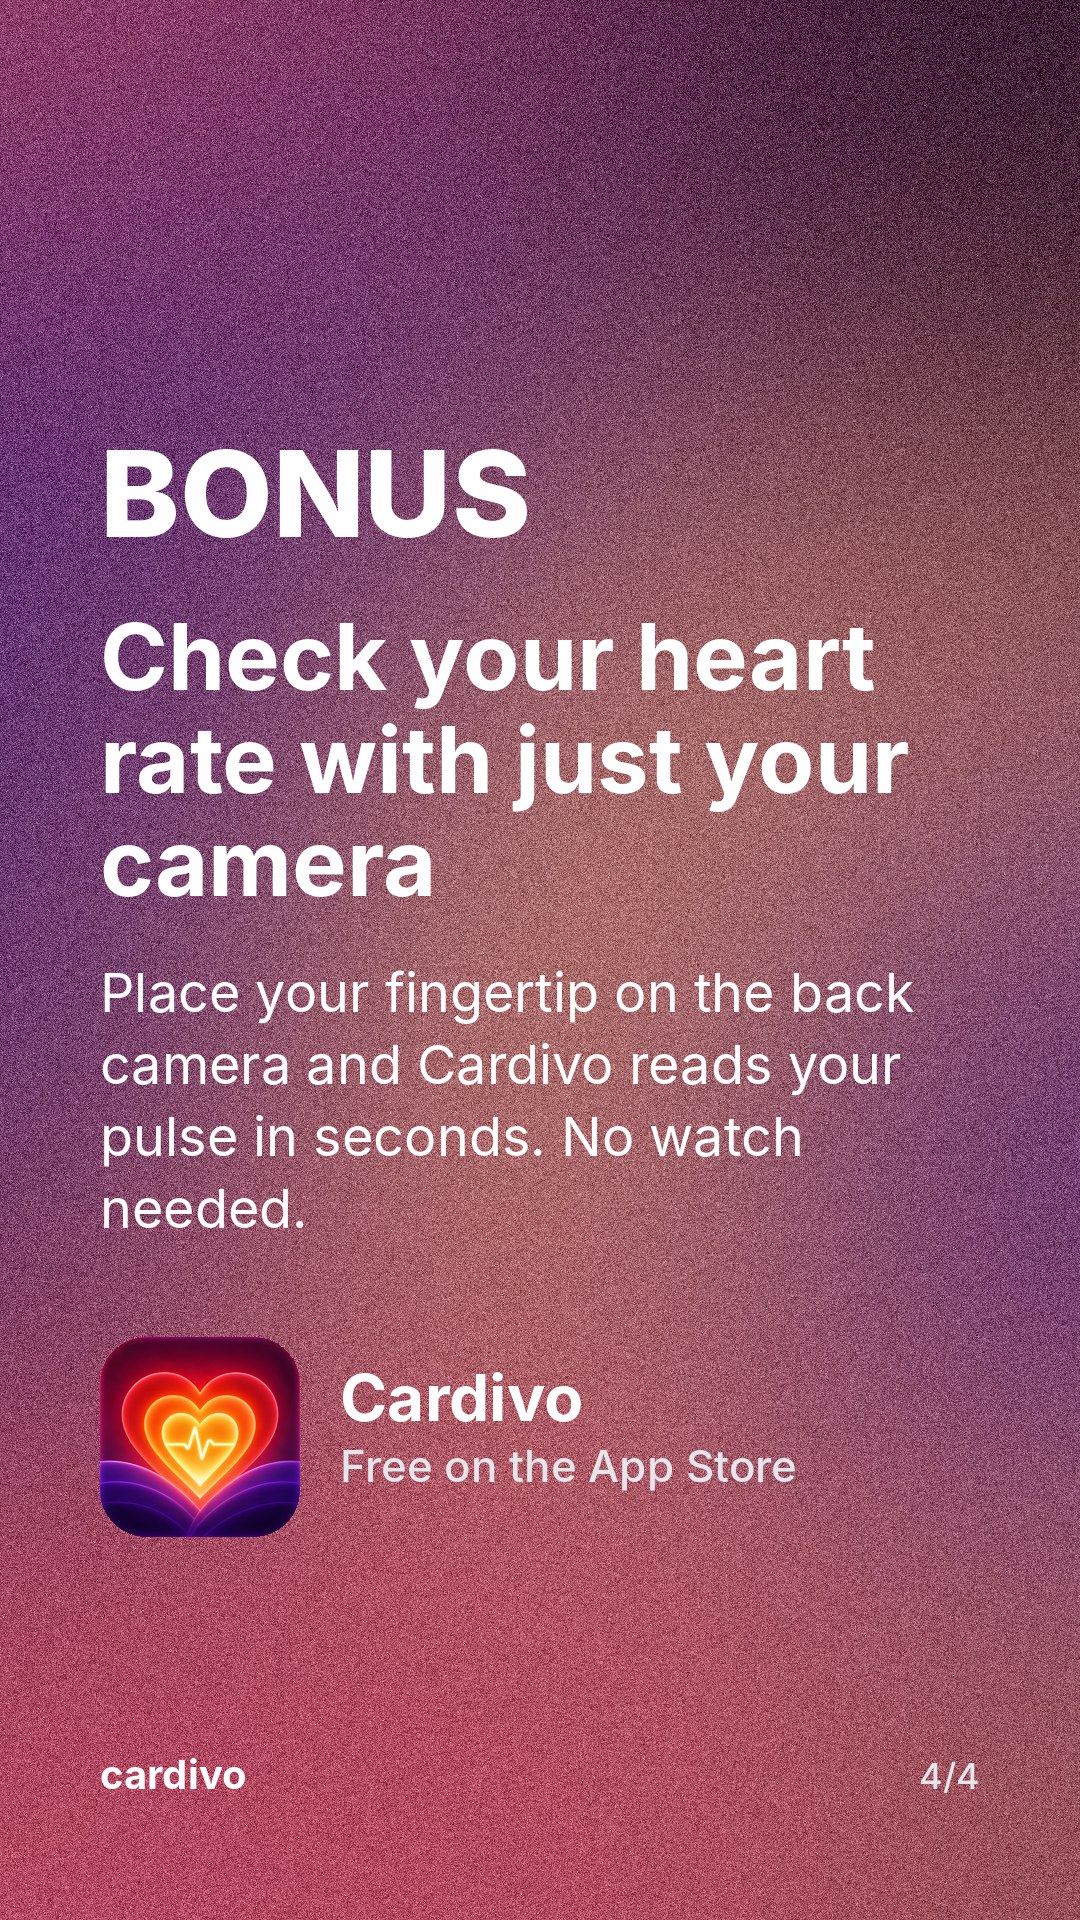 BONUS
Check your heart
rate with just your
camera
Place your fingertip on the back
camera and Cardivo reads your
pulse in seconds. No watch
needed.
Cardivo
Free on the App Store
cardivo
4/4